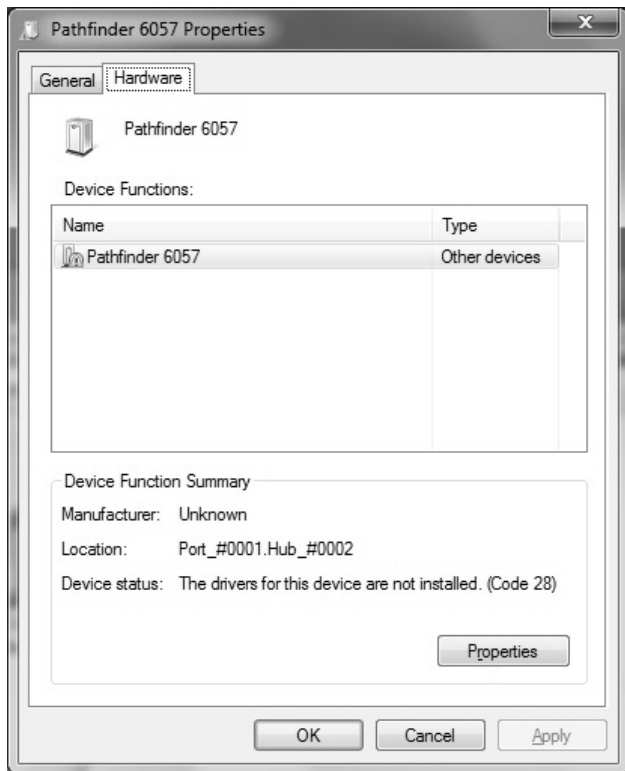 Pathfinder 6057 Properties
General Hardware
Pathfinder 6057
Device Functions:
Name Type
Pathfinder 6057 Other devices
Device Function Summary
Manufacturer: Unknown
Location: Port_#0001.Hub_#0002
Device status: The drivers for this device are not installed. (Code 28)
Properties
OK Cancel Apply